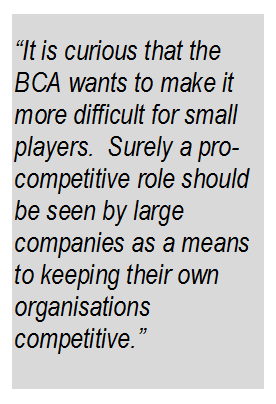 “It is curious that the
BCA wants to make it
more difficult for small
players.  Surely a pro-
competitive role should
be seen by large
companies as a means
to keeping their own
organisations
competitive.”